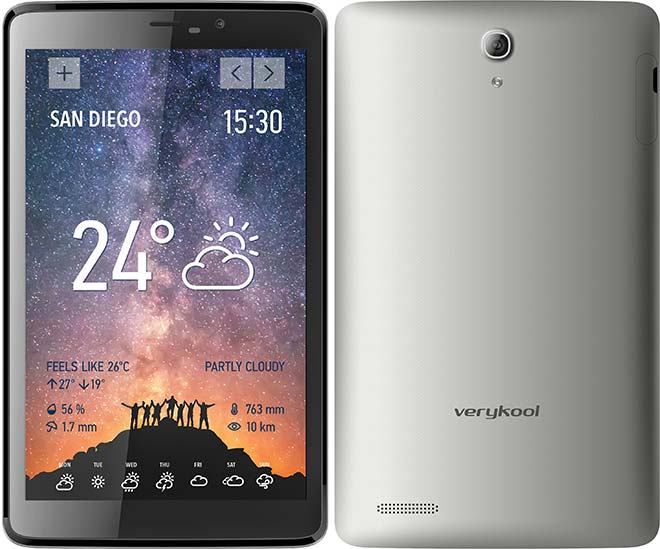 SAN DIEGO
15:30
24°
FEELS LIKE 26°C
PARTLY CLOUDY
27° 19°
56 %
763 mm
1.7 mm
10 km
MON TUE WED THU FRI SAT SUN
verykool